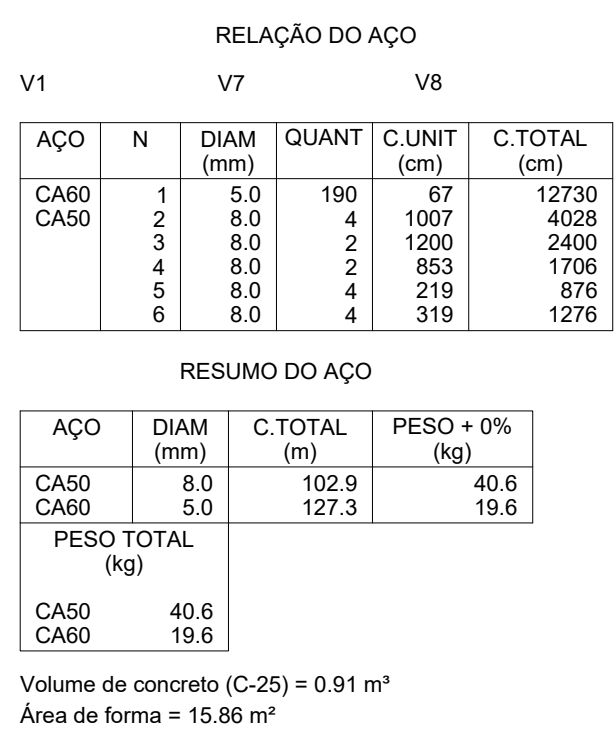 RELAÇÃO DO AÇO
V1 V7 V8
AÇO N DIAM QUANT C.UNIT C.TOTAL
(mm) (cm) (cm)
CA60 1 5.0 190 67 12730
CA50 2 8.0 4 1007 4028
3 8.0 2 1200 2400
4 8.0 2 853 1706
5 8.0 4 219 876
6 8.0 4 319 1276
RESUMO DO AÇO
AÇO DIAM C.TOTAL PESO + 0%
(mm) (m) (kg)
CA50 8.0 102.9 40.6
CA60 5.0 127.3 19.6
PESO TOTAL
(kg)
CA50 40.6
CA60 19.6
Volume de concreto (C-25) = 0.91 m³
Área de forma = 15.86 m²